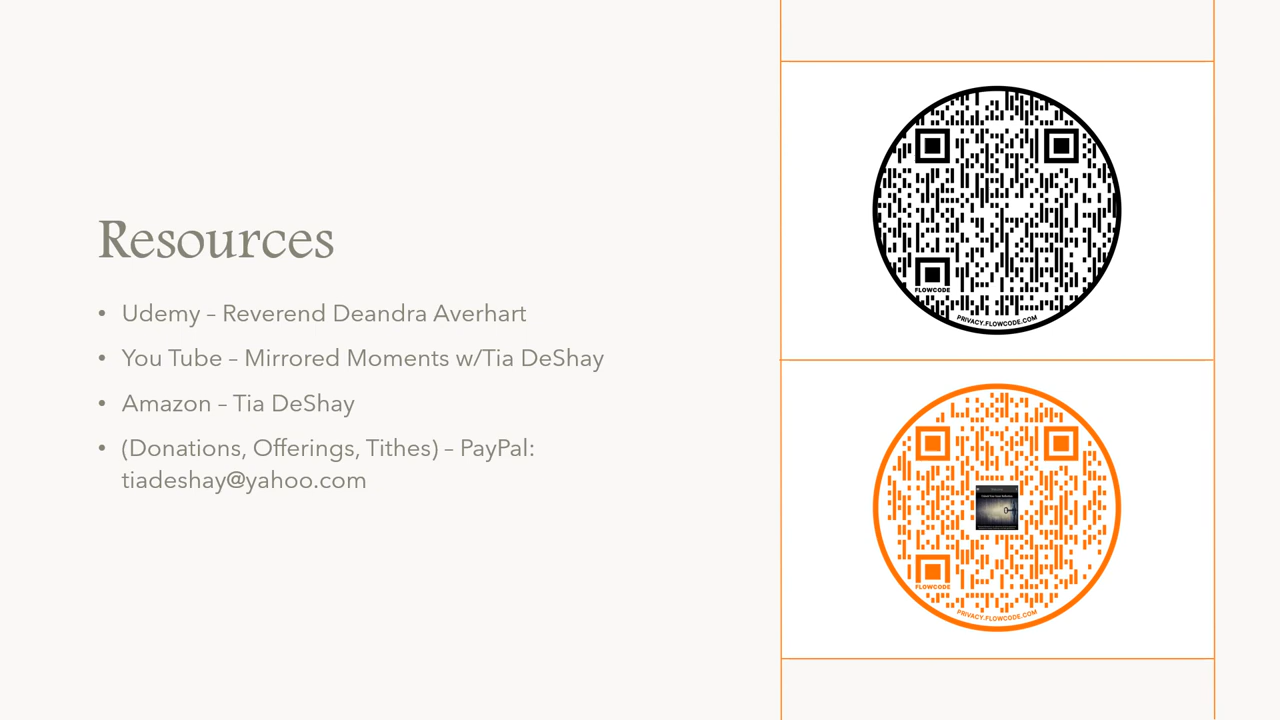 Resources
• Udemy – Reverend Deandra Averhart
• You Tube – Mirrored Moments w/Tia DeShay
• Amazon – Tia DeShay
• (Donations, Offerings, Tithes) – PayPal:
tiadeshay@yahoo.com
FLOWCODE
PRIVACY.FLOWCODE.COM
FLOWCODE
PRIVACY.FLOWCODE.COM